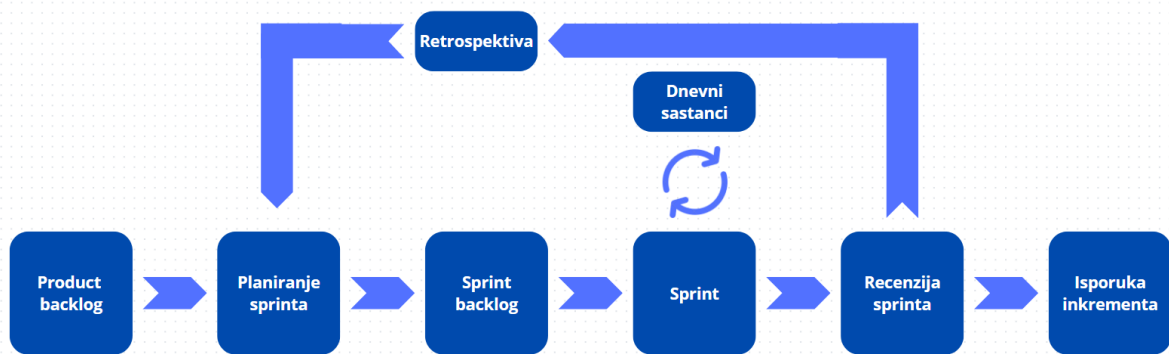 Retrospektiva
Dnevni
sastanci
Product
backlog
Planiranje
sprinta
Sprint
backlog
Sprint
Recenzija
sprinta
Isporuka
inkrementa